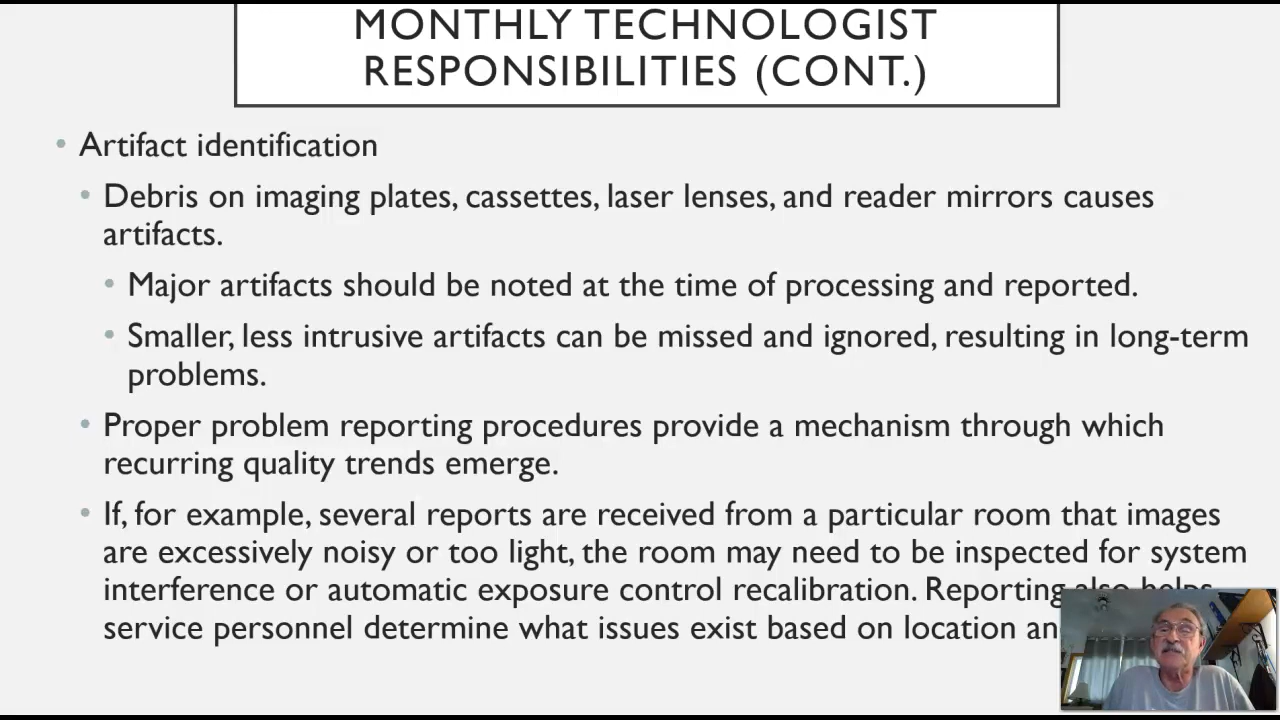 MONTHLY TECHNOLOGIST
RESPONSIBILITIES (CONT.)
• Artifact identification
• Debris on imaging plates, cassettes, laser lenses, and reader mirrors causes
artifacts.
• Major artifacts should be noted at the time of processing and reported.
• Smaller, less intrusive artifacts can be missed and ignored, resulting in long-term
problems.
• Proper problem reporting procedures provide a mechanism through which
recurring quality trends emerge.
• If, for example, several reports are received from a particular room that images
are excessively noisy or too light, the room may need to be inspected for system
interference or automatic exposure control recalibration. Reporting also helps
service personnel determine what issues exist based on location